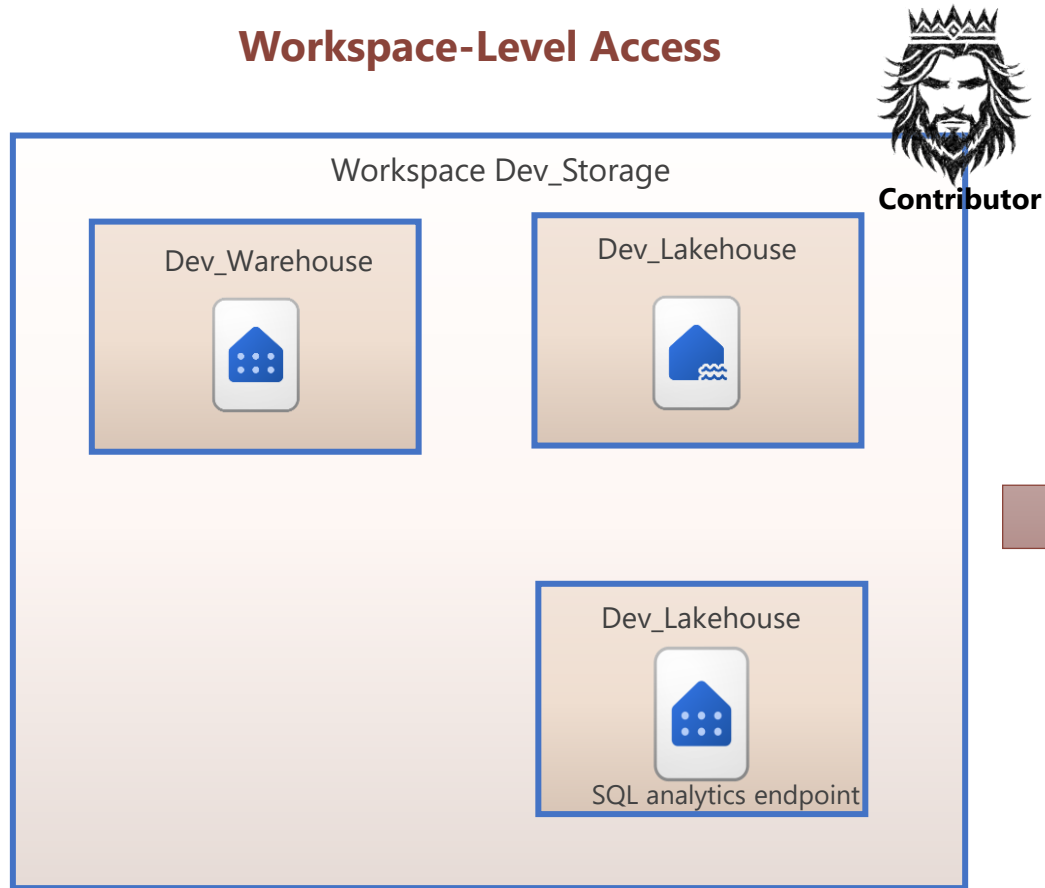 Workspace-Level Access
Contributor
Workspace Dev_Storage
Dev_Warehouse
Dev_Lakehouse
Dev_Lakehouse
SQL analytics endpoint